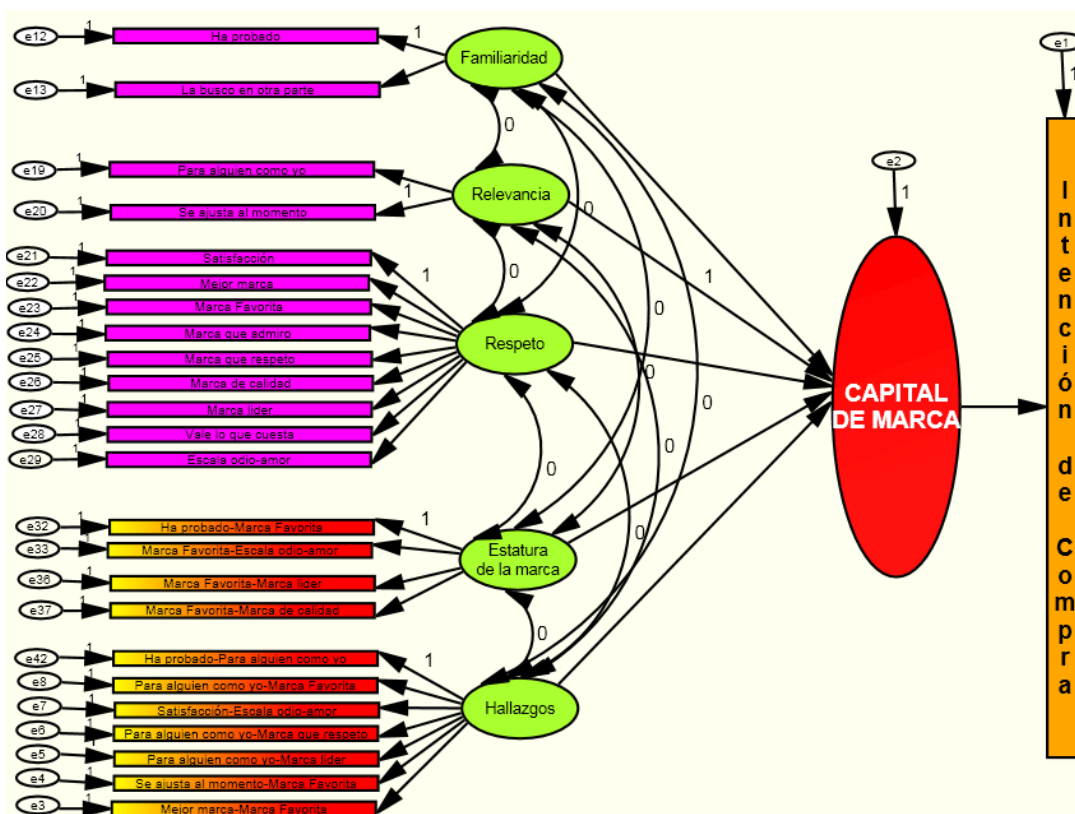 e12 1 Ha probado 1 Familiaridad
e13 1 La busco en otra parte
0
e19 1 Para alguien como yo
Relevancia
e20 1 Se ajusta al momento 1
0
e21 1 Satisfacción 1
0
e22 1 Mejor marca
e23 1 Marca Favorita
0
e24 1 Marca que admiro
Respeto
e25 1 Marca que respeto
e26 1 Marca de calidad
e27 1 Marca líder
e28 1 Vale lo que cuesta
e29 1 Escala odio-amor
1
0
0
0
0
0
0
e32 1 Ha probado-Marca Favorita 1
e33 1 Marca Favorita-Escala odio-amor
Estatura
de la marca
e36 1 Marca Favorita-Marca lider
e37 1 Marca Favorita-Marca de calidad
0
e42 1 Ha probado-Para alguien como yo 1
e8 1 Para alguien como yo-Marca Favorita
e7 1 Satisfacción-Escala odio-amor
Hallazgos
e6 1 Para alguien como yo-Marca que respeto
e5 1 Para alguien como yo-Marca lider
e4 1 Se ajusta al momento-Marca Favorita
e3 1 Mejor marca-Marca Favorita
e2
1
CAPITAL
DE MARCA
e1
1
Intención de Compra